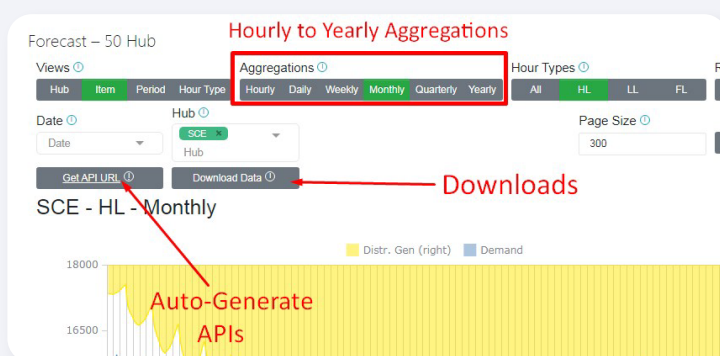 Hourly to Yearly Aggregations
Forecast – 50 Hub
Views Aggregations Hour Types
Hub Item Period Hour Type Hourly Daily Weekly Monthly Quarterly Yearly All HL LL FL
Date Hub Page Size
Date SCE × 300
Hub
Get API URL Download Data
Downloads
SCE - HL - Monthly
Distr. Gen (right) Demand
18000
Auto-Generate
APIs
16500